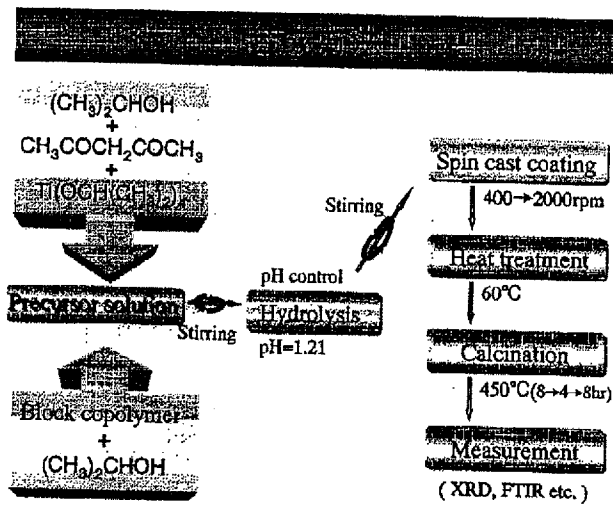 (CH₃)₂CHOH
+
CH₃COCH₂COCH₃
+
Ti(OCH(CH₃)₂)₄
Precursor solution
Block copolymer
+
(CH₃)₂CHOH
Stirring
pH control
Hydrolysis
pH=1.21
Stirring
Spin cast coating
400→2000rpm
Heat treatment
60°C
Calcination
450°C(8→4→8hr)
Measurement
( XRD, FTIR etc.)